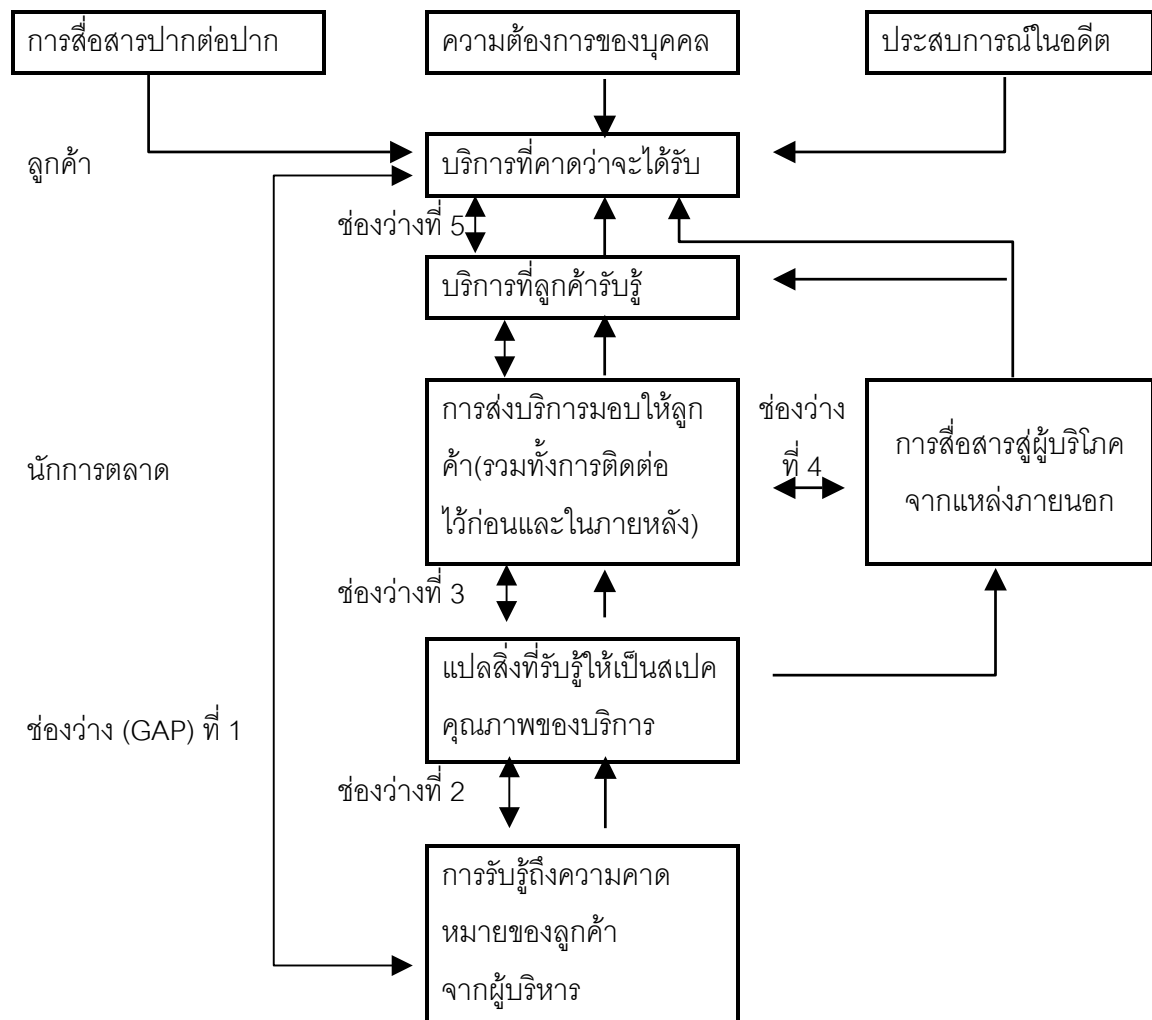 การสื่อสารปากต่อปาก
ความต้องการของบุคคล
ประสบการณ์ในอดีต
ลูกค้า
บริการที่คาดว่าจะได้รับ
ช่องว่างที่ 5
บริการที่ลูกค้ารับรู้
นักการตลาด
การส่งบริการมอบให้ลูก
ค้า(รวมทั้งการติดต่อ
ไว้ก่อนและในภายหลัง)
ช่องว่าง
ที่ 4
การสื่อสารสู่ผู้บริโภค
จากแหล่งภายนอก
ช่องว่างที่ 3
แปลสิ่งที่รับรู้ให้เป็นสเปค
คุณภาพของบริการ
ช่องว่าง (GAP) ที่ 1
ช่องว่างที่ 2
การรับรู้ถึงความคาด
หมายของลูกค้า
จากผู้บริหาร